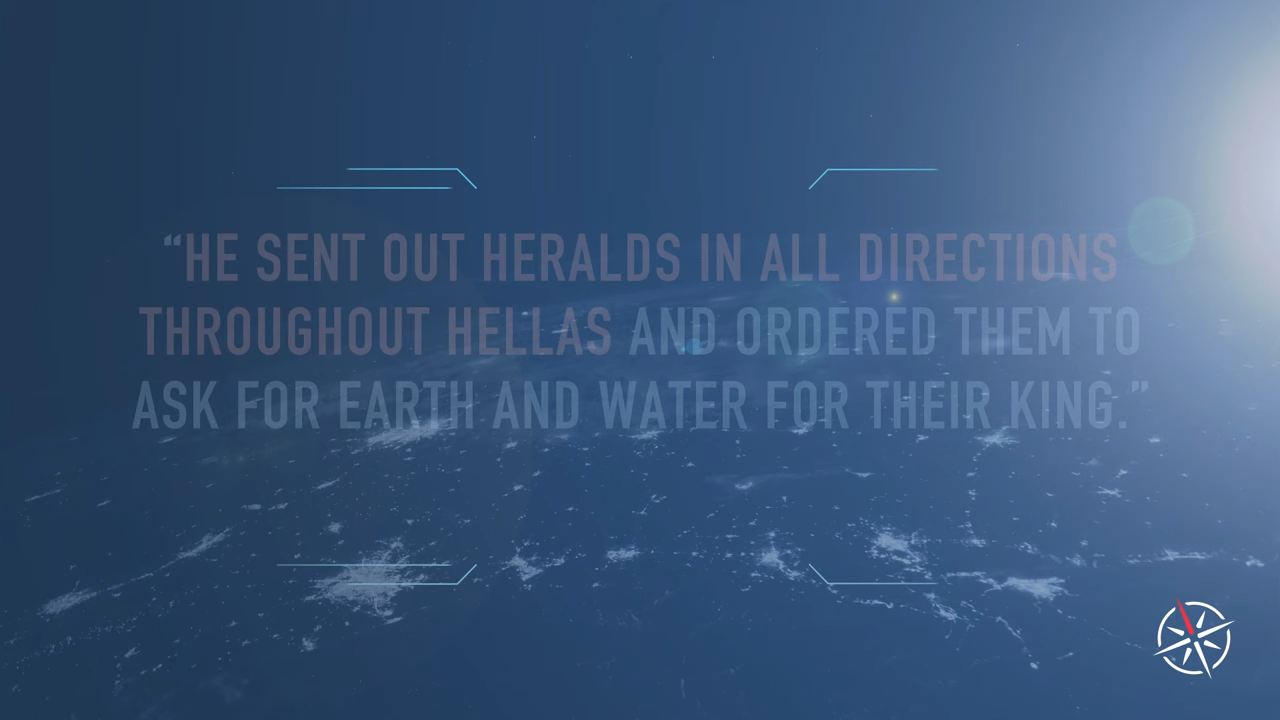 “HE SENT OUT HERALDS IN ALL DIRECTIONS
THROUGHOUT HELLAS AND ORDERED THEM TO
ASK FOR EARTH AND WATER FOR THEIR KING.”